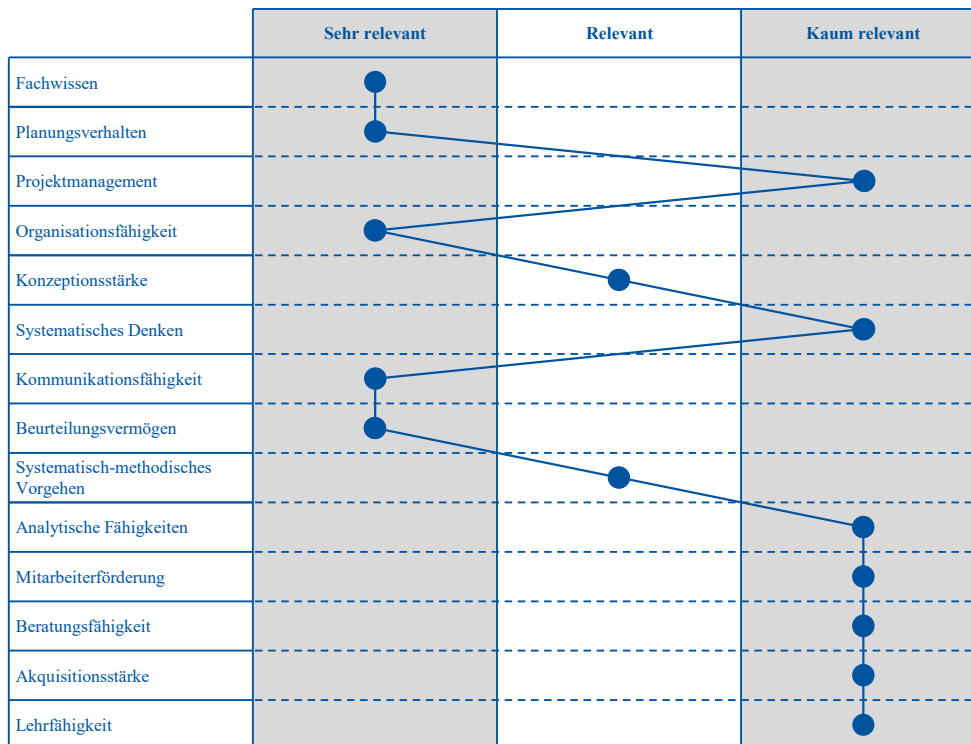 Sehr relevant
Relevant
Kaum relevant
Fachwissen
Planungsverhalten
Projektmanagement
Organisationsfähigkeit
Konzeptionsstärke
Systematisches Denken
Kommunikationsfähigkeit
Beurteilungsvermögen
Systematisch-methodisches
Vorgehen
Analytische Fähigkeiten
Mitarbeiterförderung
Beratungsfähigkeit
Akquisitionsstärke
Lehrfähigkeit